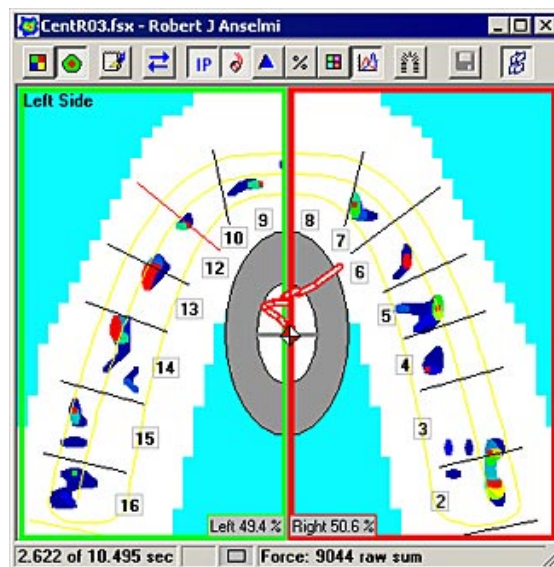 CentR03.fsx - Robert J Anselmi
IP %
Left Side
9 8
10 7
12 6
13 5
14 4
15 3
16 2
Left 49.4 % Right 50.6 %
2.622 of 10.495 sec Force: 9044 raw sum